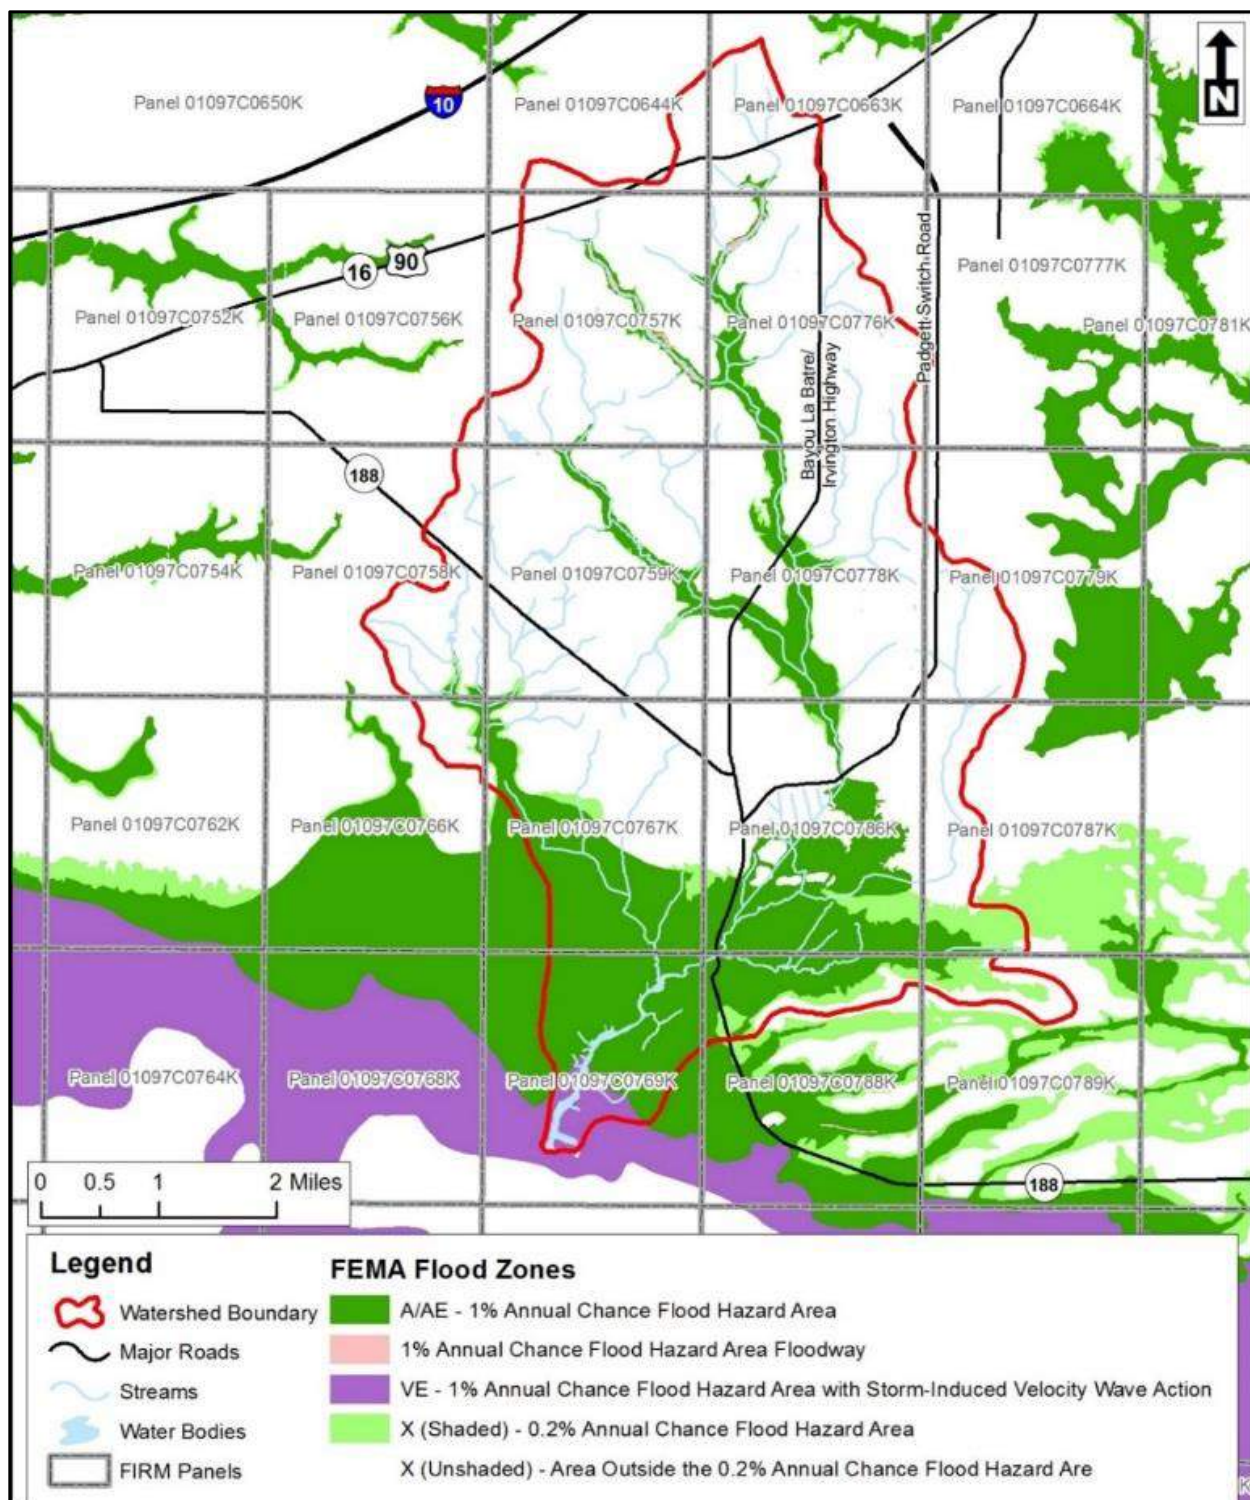 N
Panel 01097C0650K
10
Panel 01097C0644K
Panel 01097C0663K
Panel 01097C0664K
16
90
Panel 01097C0752K
Panel 01097C0756K
Panel 01097C0757K
Panel 01097C0776K
Panel 01097C0777K
Panel 01097C0781K
Padgett Switch Road
Bayou La Batre/
Irvington Highway
188
Panel 01097C0754K
Panel 01097C0758K
Panel 01097C0759K
Panel 01097C0778K
Panel 01097C0779K
Panel 01097C0762K
Panel 01097C0766K
Panel 01097C0767K
Panel 01097C0786K
Panel 01097C0787K
Panel 01097C0764K
Panel 01097C0768K
Panel 01097C0769K
Panel 01097C0788K
Panel 01097C0789K
188
0 0.5 1 2 Miles
Legend
Watershed Boundary
Major Roads
Streams
Water Bodies
FIRM Panels
FEMA Flood Zones
A/AE - 1% Annual Chance Flood Hazard Area
1% Annual Chance Flood Hazard Area Floodway
VE - 1% Annual Chance Flood Hazard Area with Storm-Induced Velocity Wave Action
X (Shaded) - 0.2% Annual Chance Flood Hazard Area
X (Unshaded) - Area Outside the 0.2% Annual Chance Flood Hazard Are
K